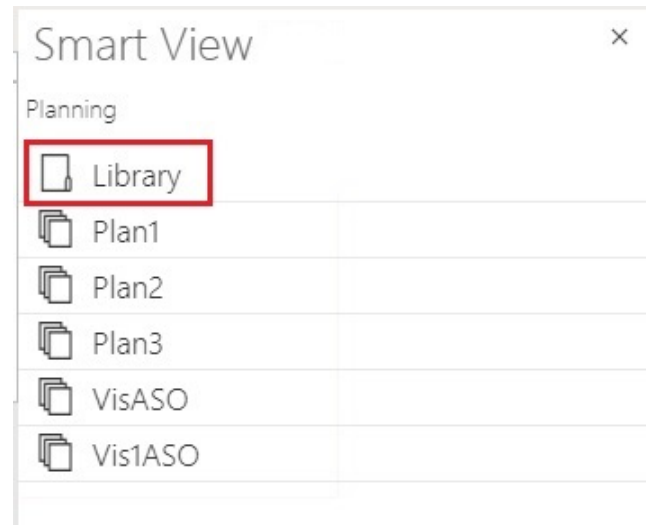 Smart View
Planning
Library
Plan1
Plan2
Plan3
VisASO
Vis1ASO